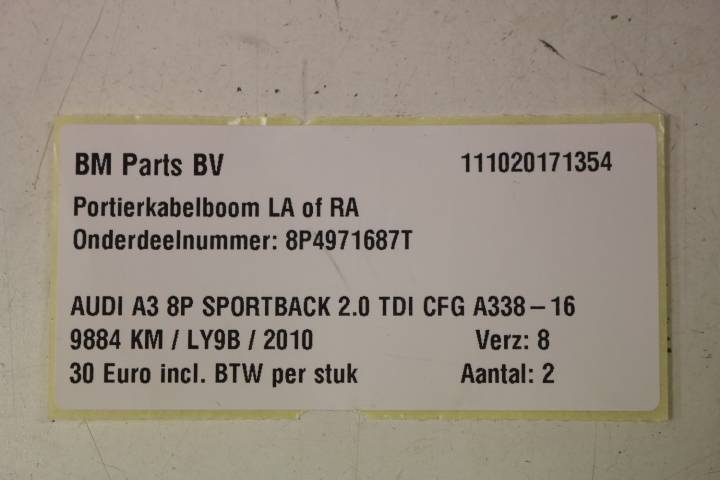 BM Parts BV 111020171354
Portierkabelboom LA of RA
Onderdeelnummer: 8P4971687T
AUDI A3 8P SPORTBACK 2.0 TDI CFG A338 – 16
9884 KM / LY9B / 2010 Verz: 8
30 Euro incl. BTW per stuk Aantal: 2